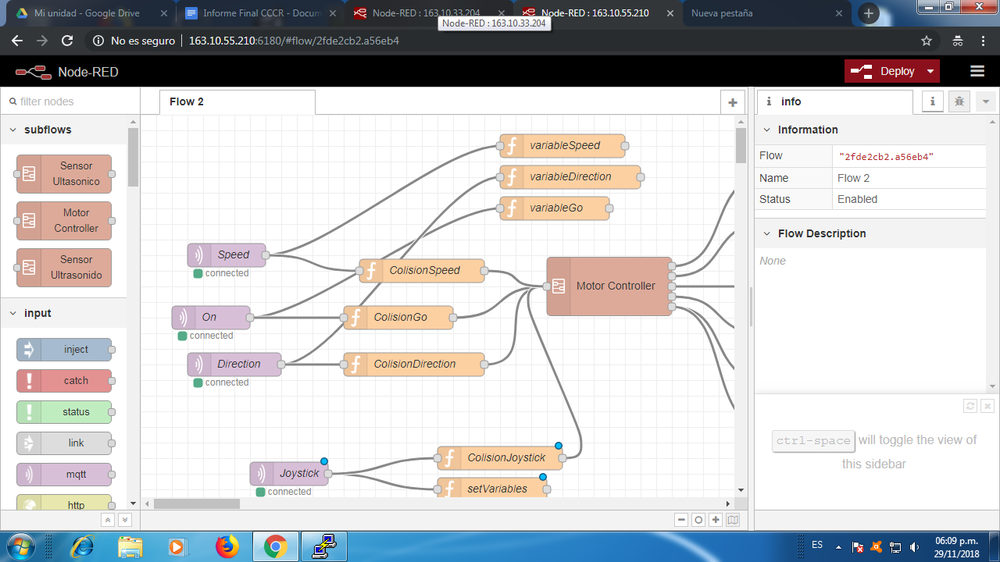 Mi unidad - Google Drive
Informe Final CCCR - Docum
Node-RED : 163.10.33.204
Node-RED : 163.10.55.210
Nueva pestaña
Node-RED : 163.10.33.204
No es seguro
163.10.55.210:6180/#flow/2fde2cb2.a56eb4
Node-RED
Deploy
filter nodes
Flow 2
info
subflows
Sensor
Ultasonico
Motor
Controller
Sensor
Ultrasonido
input
inject
catch
status
link
mqtt
http
variableSpeed
variableDirection
variableGo
Speed
connected
ColisionSpeed
Motor Controller
On
connected
ColisionGo
Direction
connected
ColisionDirection
ColisionJoystick
Joystick
connected
setVariables
Information
Flow
"2fde2cb2.a56eb4"
Name
Flow 2
Status
Enabled
Flow Description
None
ctrl-space will toggle the view of
this sidebar
ES
06:09 p.m.
29/11/2018